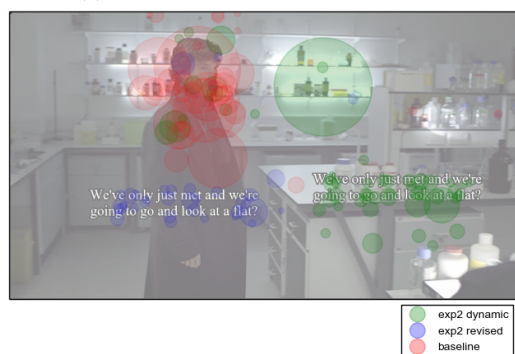 We've only just met and we're
going to go and look at a flat?
We've only just met and we're
going to go and look at a flat?
exp2 dynamic
exp2 revised
baseline